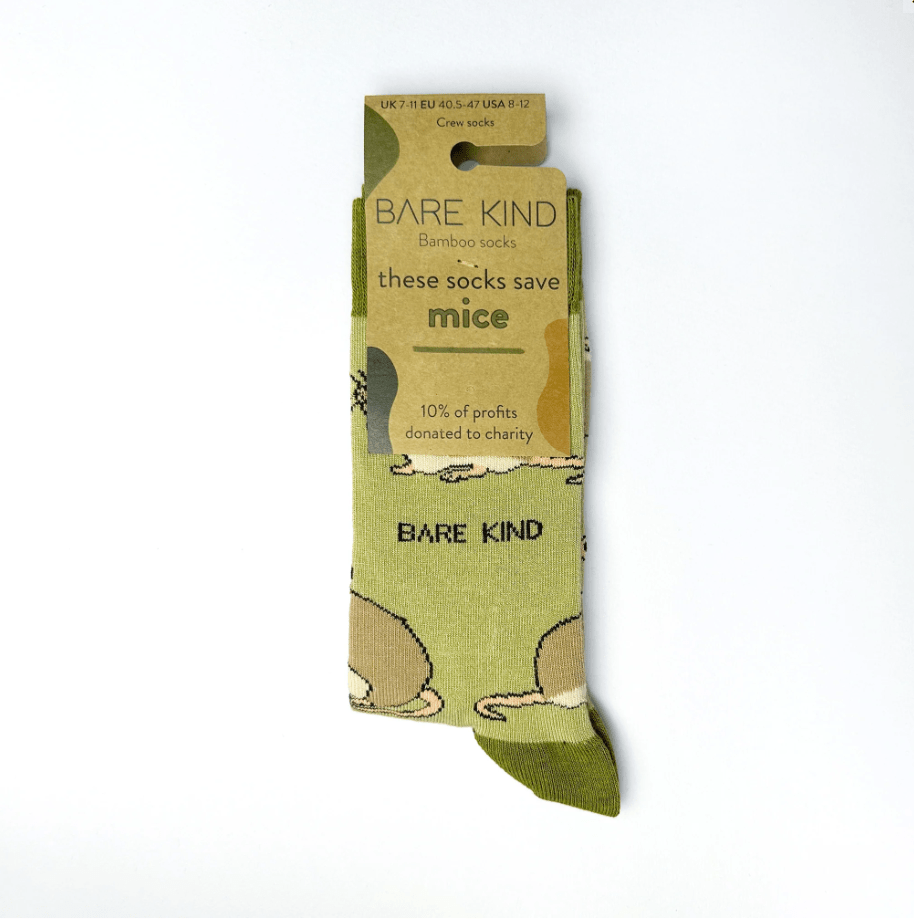 UK 7-11 EU 40.5-47 USA 8-12
Crew socks
BARE KIND
Bamboo socks
these socks save
mice
10% of profits
donated to charity
BARE KIND